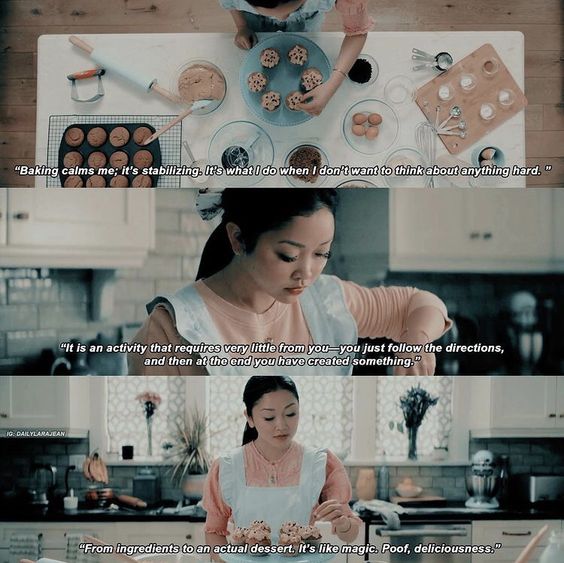 “Baking calms me; it’s stabilizing. It’s what I do when I don’t want to think about anything hard. ”
“It is an activity that requires very little from you—you just follow the directions,
and then at the end you have created something.”
IG: DAILYLARAJEAN
“From ingredients to an actual dessert. It’s like magic. Poof, deliciousness.”